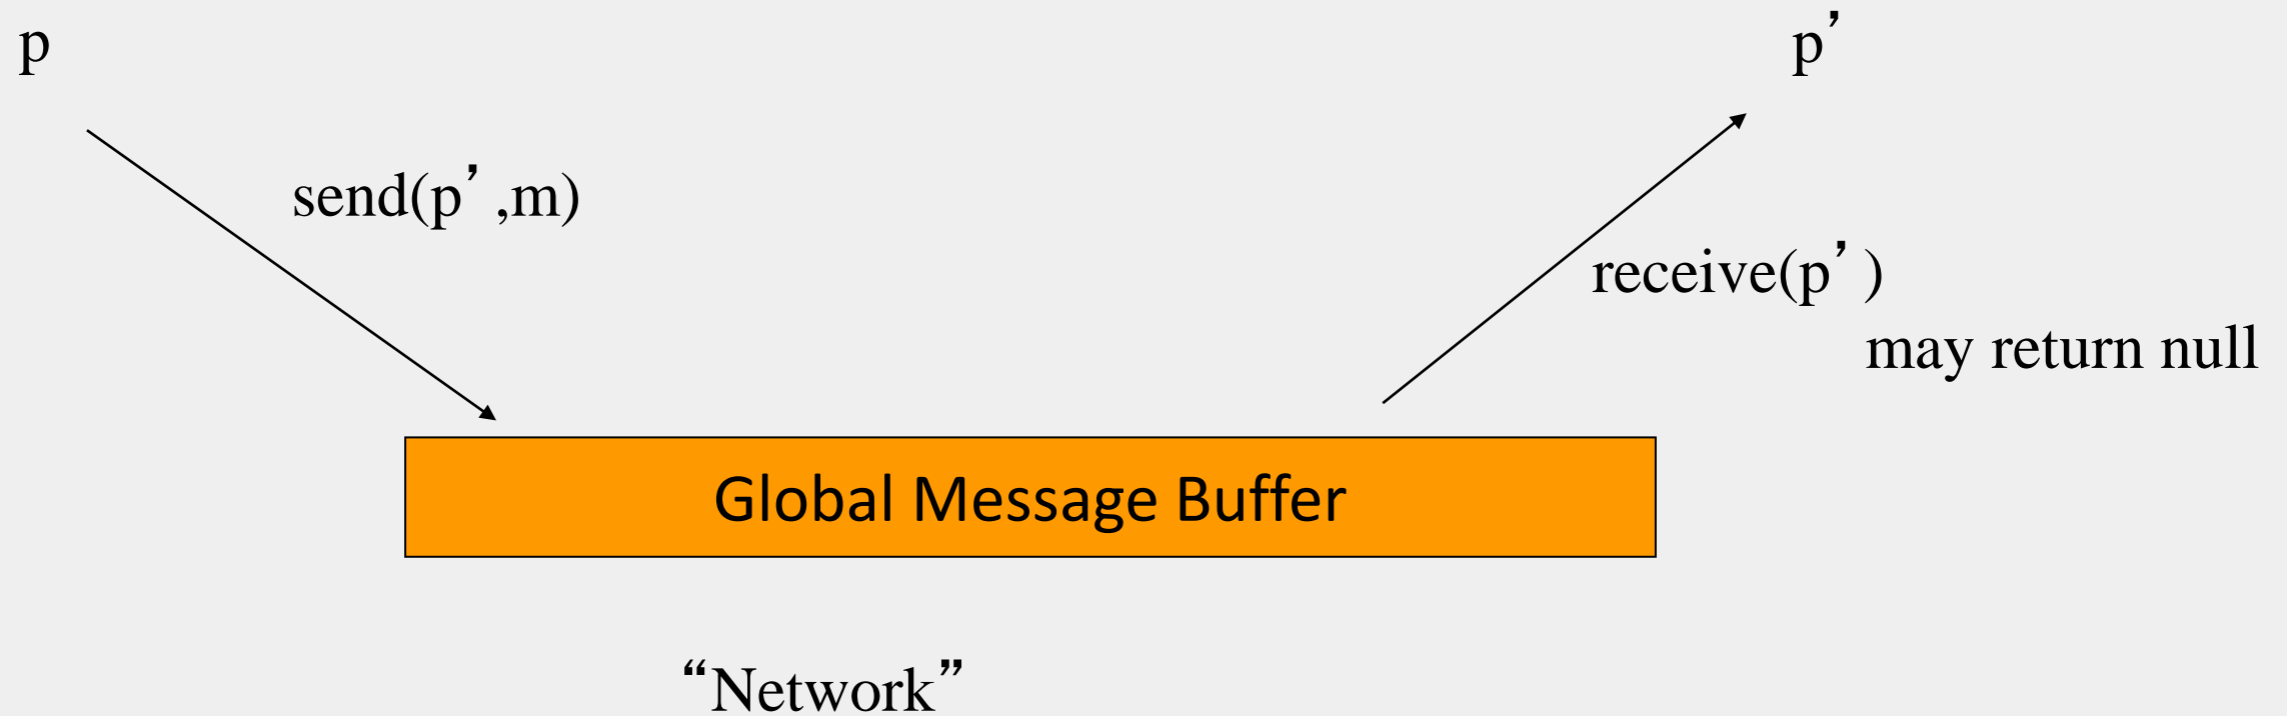 p
p’
send(p’,m)
receive(p’)
may return null
Global Message Buffer
“Network”